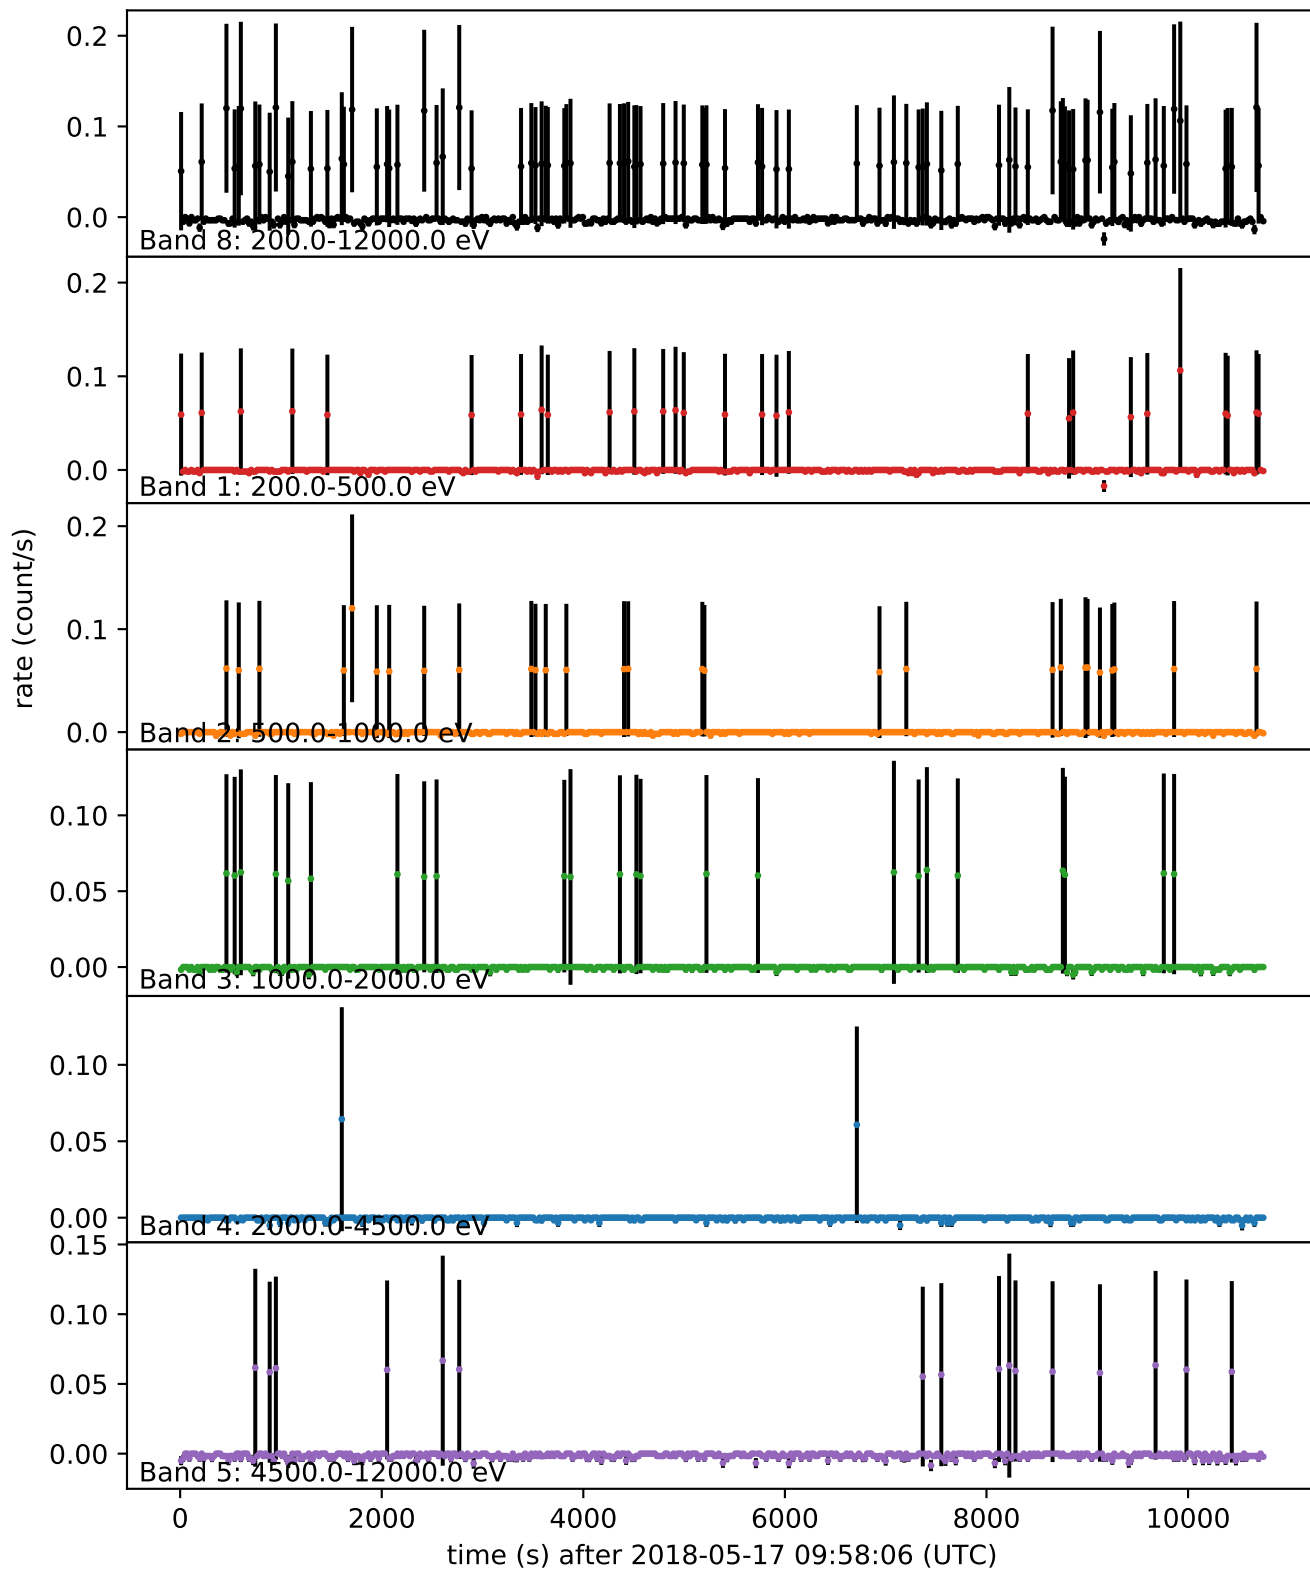 0.2
0.1
0.0
Band 8: 200.0-12000.0 eV
0.2
0.1
0.0
Band 1: 200.0-500.0 eV
rate (count/s)
0.2
0.1
0.0
Band 2: 500.0-1000.0 eV
0.10
0.05
0.00
Band 3: 1000.0-2000.0 eV
0.10
0.05
0.00
Band 4: 2000.0-4500.0 eV
0.15
0.10
0.05
0.00
Band 5: 4500.0-12000.0 eV
0 2000 4000 6000 8000 10000
time (s) after 2018-05-17 09:58:06 (UTC)